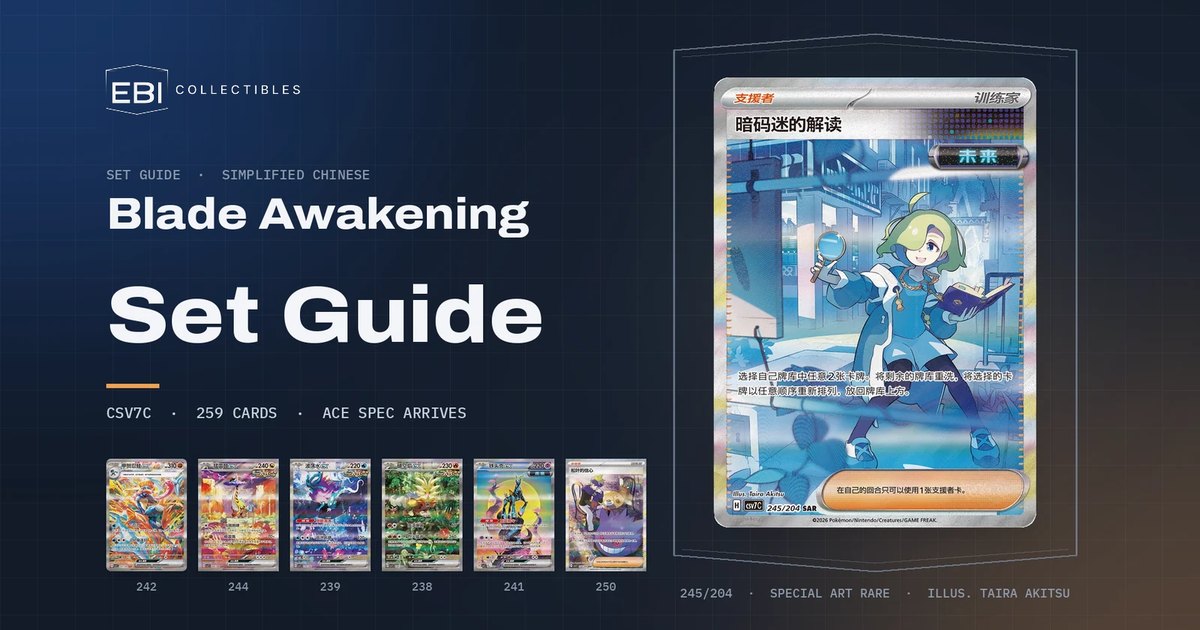 EBI COLLECTIBLES
SET GUIDE · SIMPLIFIED CHINESE
Blade Awakening
Set Guide
CSV7C · 259 CARDS · ACE SPEC ARRIVES
310
240
220
230
220
242
244
239
238
241
250
支援者
训练家
暗码迷的解读
未来
选择自己牌库中任意2张卡牌,将剩余的牌库重洗,将选择的卡
牌以任意顺序重新排列,放回牌库上方。
在自己的回合只可以使用1张支援者卡。
Illus. Taira Akitsu
H CSV7C 245/204 SAR
©2026 Pokémon/Nintendo/Creatures/GAME FREAK.
245/204 · SPECIAL ART RARE · ILLUS. TAIRA AKITSU